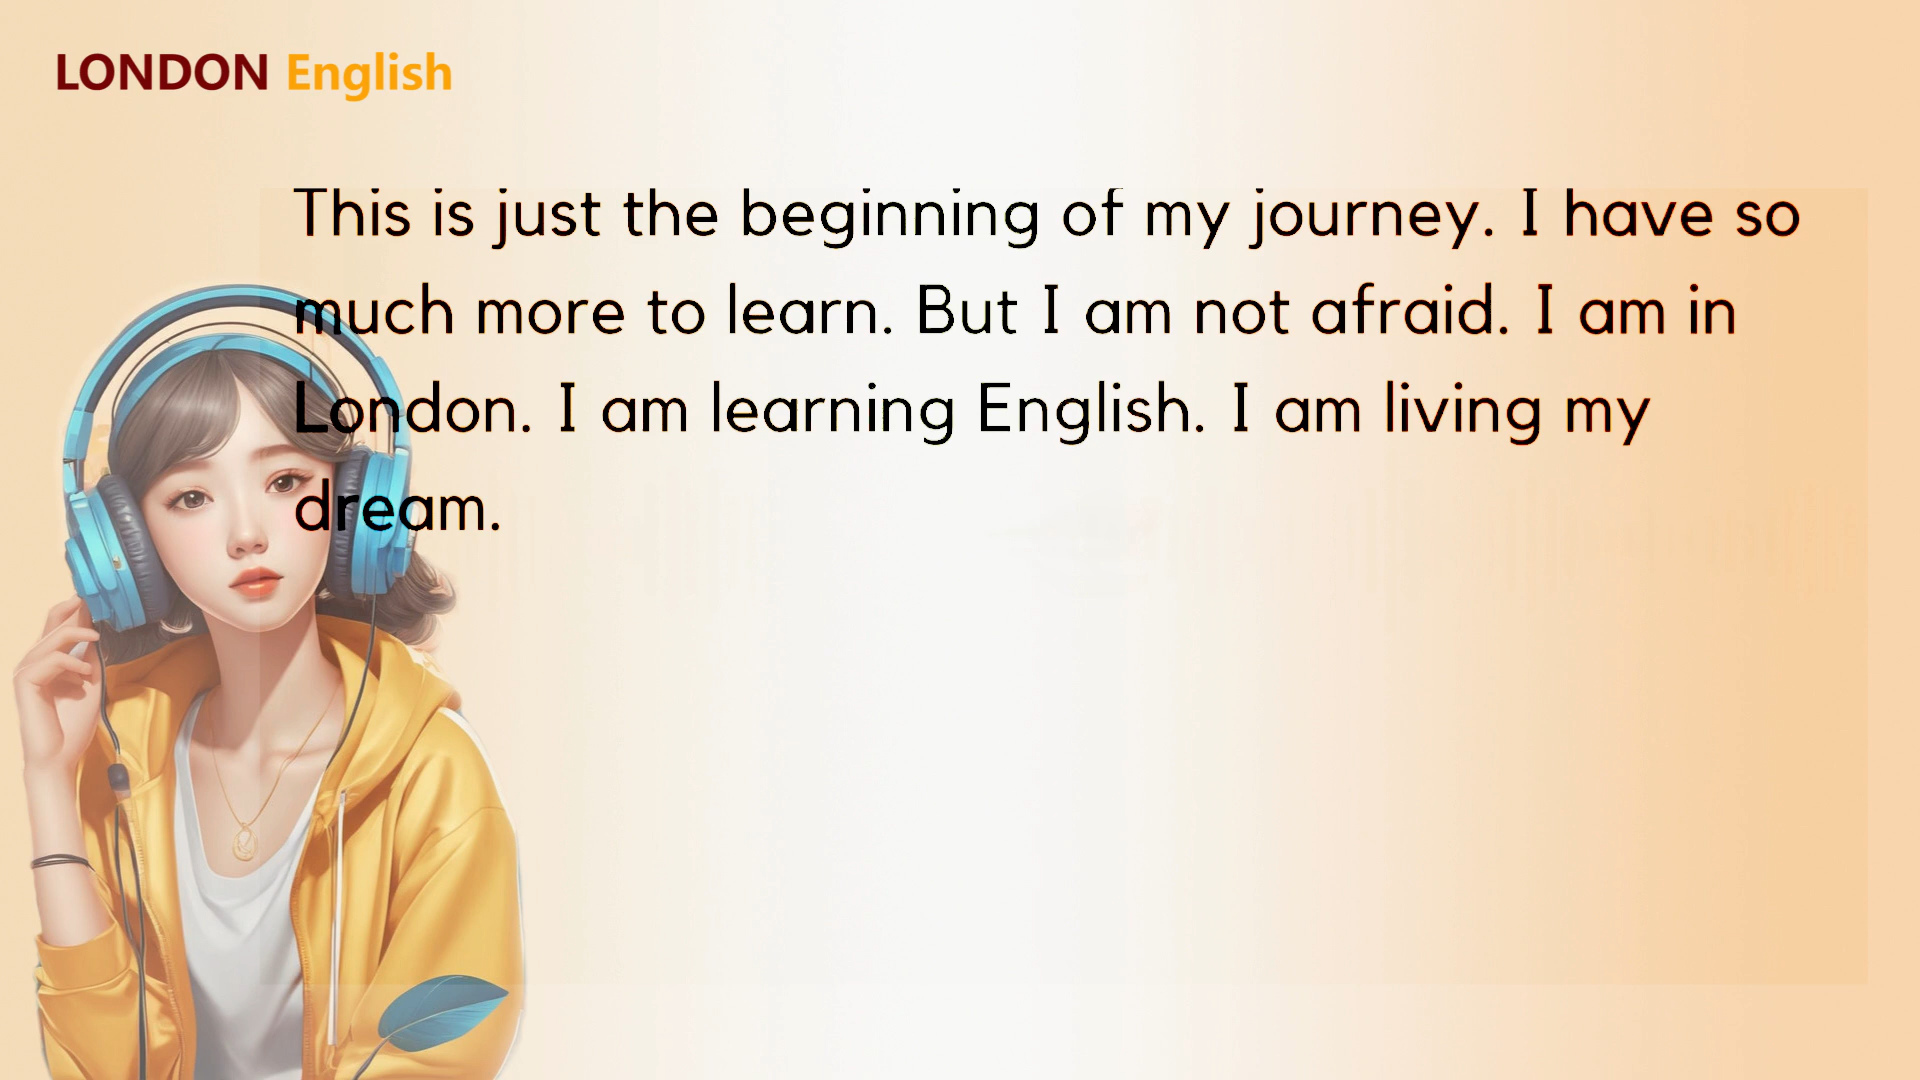 LONDON English
This is just the beginning of my journey. I have so
much more to learn. But I am not afraid. I am in
London. I am learning English. I am living my
dream.